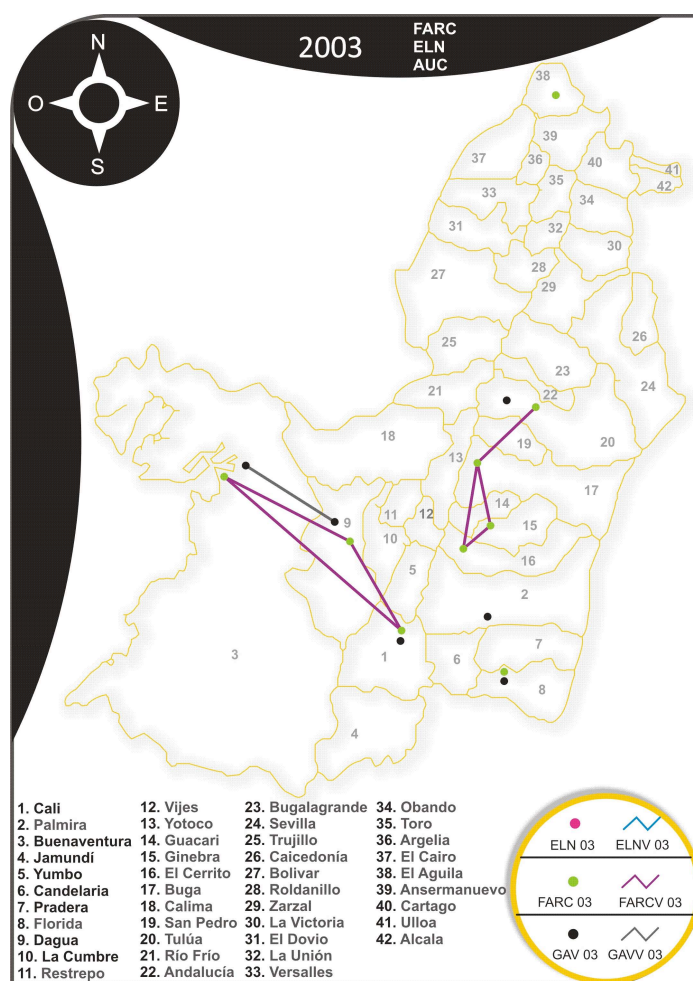 2003
FARC
ELN
AUC
N
O
E
S
38
39
37
36
40
41
42
35
33
34
31
32
30
27
28
29
25
26
23
24
21
22
18
13
19
20
17
14
11
12
9
15
10
16
5
2
7
3
1
6
8
4
1. Cali
2. Palmira
3. Buenaventura
4. Jamundí
5. Yumbo
6. Candelaria
7. Pradera
8. Florida
9. Dagua
10. La Cumbre
11. Restrepo
12. Vijes
13. Yotoco
14. Guacari
15. Ginebra
16. El Cerrito
17. Buga
18. Calima
19. San Pedro
20. Tulúa
21. Río Frío
22. Andalucía
23. Bugalagrande
24. Sevilla
25. Trujillo
26. Caicedonía
27. Bolivar
28. Roldanillo
29. Zarzal
30. La Victoria
31. El Dovio
32. La Unión
33. Versalles
34. Obando
35. Toro
36. Argelia
37. El Cairo
38. El Aguila
39. Ansermanuevo
40. Cartago
41. Ulloa
42. Alcala
ELN 03 ELNV 03
FARC 03 FARCV 03
GAV 03 GAVV 03